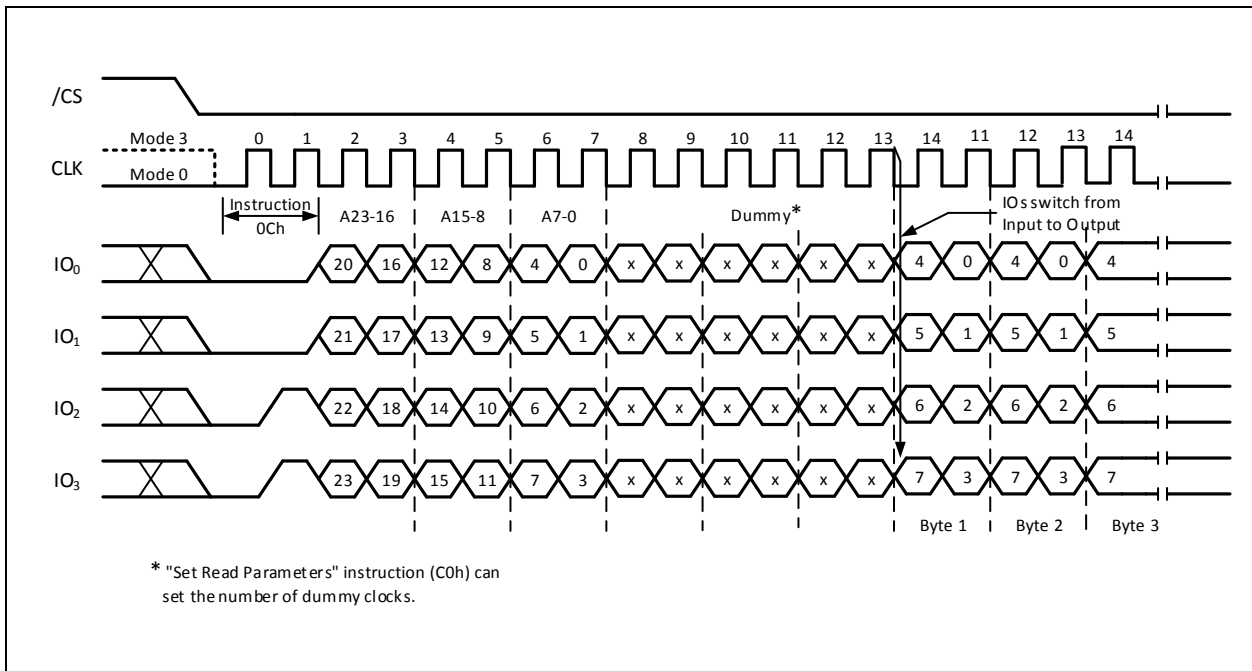 /CS
Mode 3 0 1 2 3 4 5 6 7 8 9 10 11 12 13 14 11 12 13 14
CLK
Mode 0
Instruction A23-16 A15-8 A7-0 Dummy* IOs switch from
0Ch Input to Output
IO0 20 16 12 8 4 0 x x x x x x 4 0 4 0 4
IO1 21 17 13 9 5 1 x x x x x x 5 1 5 1 5
IO2 22 18 14 10 6 2 x x x x x x 6 2 6 2 6
IO3 23 19 15 11 7 3 x x x x x x 7 3 7 3 7
Byte 1 Byte 2 Byte 3
* "Set Read Parameters" instruction (C0h) can
set the number of dummy clocks.